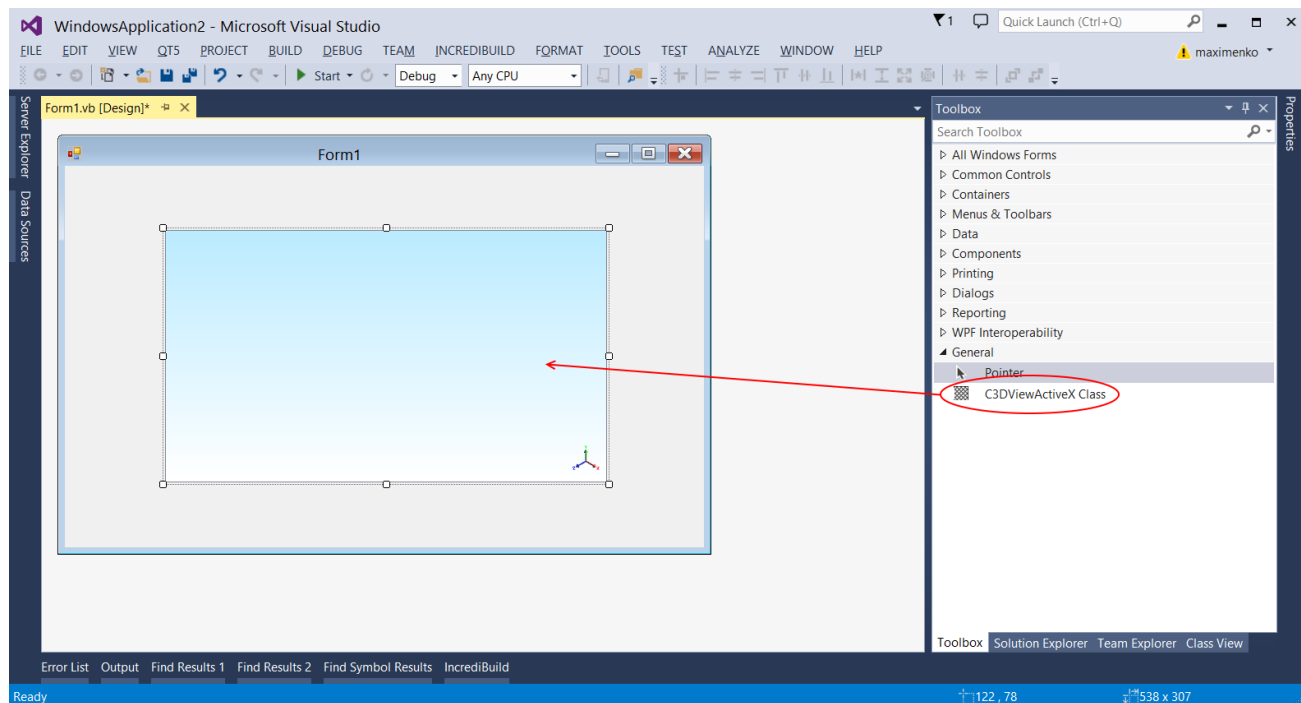 WindowsApplication2 - Microsoft Visual Studio
1
Quick Launch (Ctrl+Q)
FILE EDIT VIEW QT5 PROJECT BUILD DEBUG TEAM INCREDIBUILD FORMAT TOOLS TEST ANALYZE WINDOW HELP
maximenko
Start Debug Any CPU
Server Explorer
Data Sources
Form1.vb [Design]*
Form1
Toolbox
Search Toolbox
All Windows Forms
Common Controls
Containers
Menus & Toolbars
Data
Components
Printing
Dialogs
Reporting
WPF Interoperability
General
Pointer
C3DViewActiveX Class
Properties
Toolbox Solution Explorer Team Explorer Class View
Error List Output Find Results 1 Find Results 2 Find Symbol Results IncrediBuild
Ready
122 , 78
538 x 307